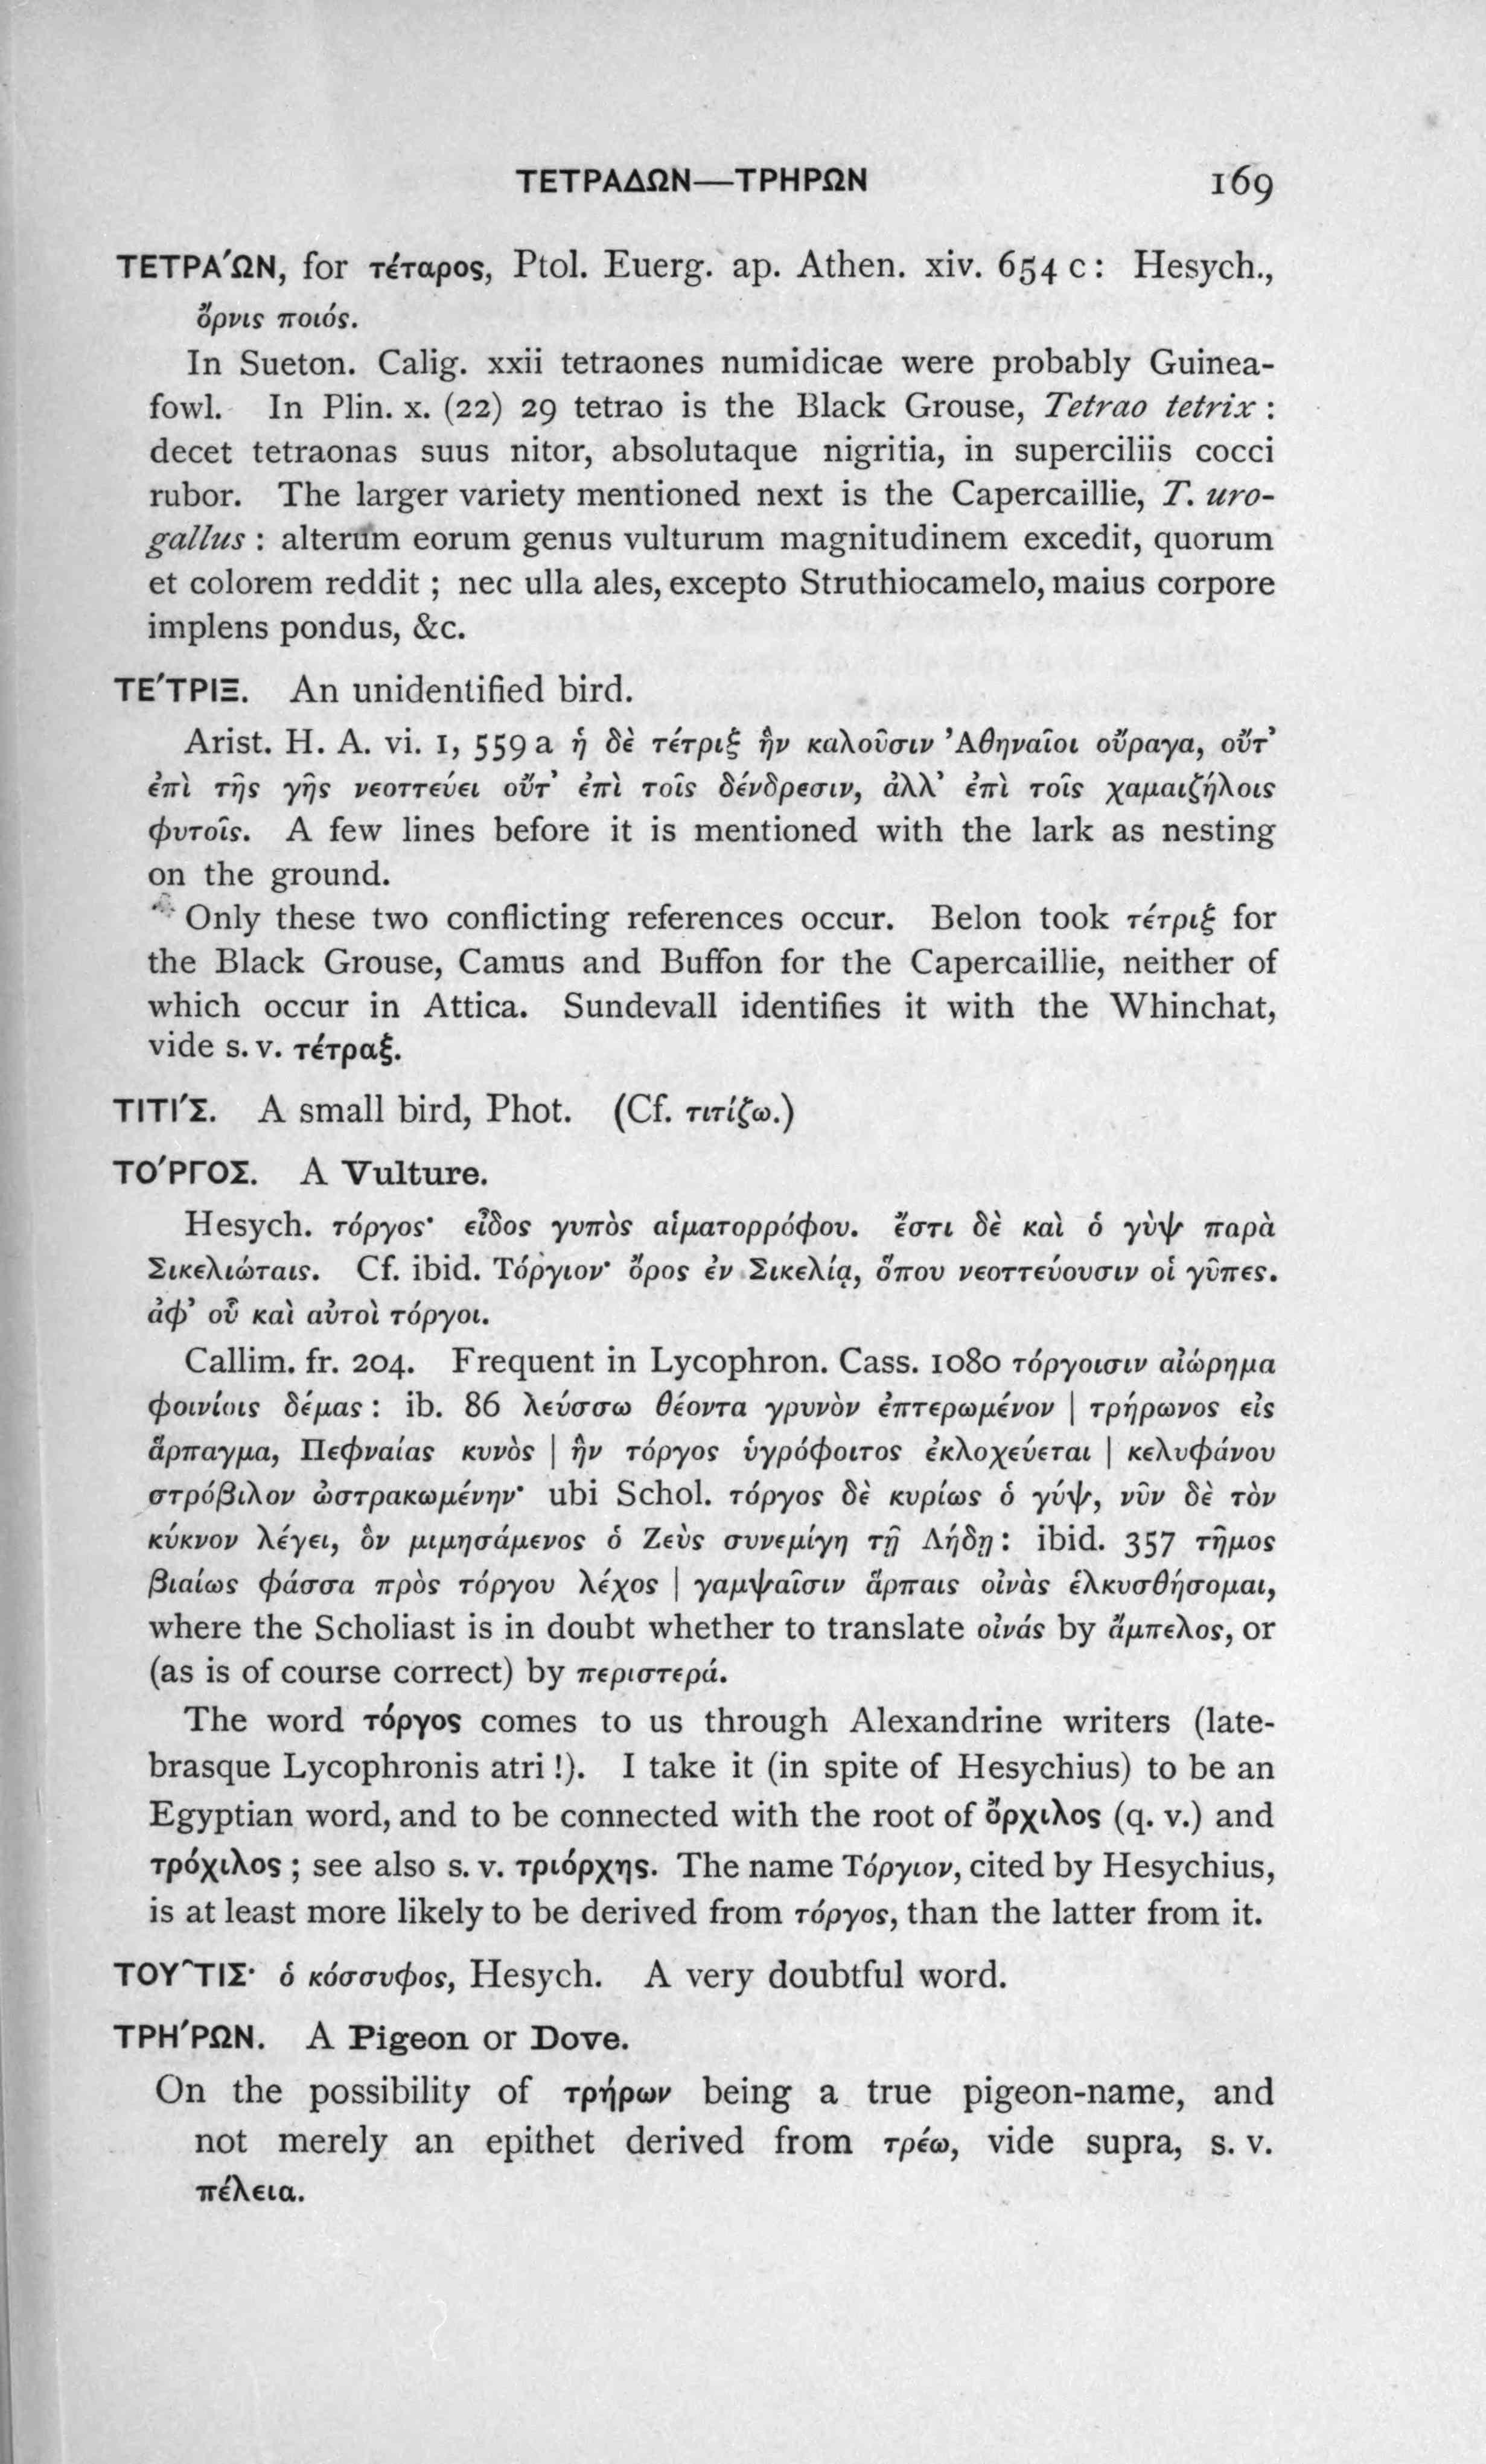 ΤΕΤΡΑΔΩΝ—ΤΡΗΡΩΝ 169
ΤΕΤΡΑ´ΩΝ, for τέταρος, Ptol. Euerg. ap. Athen. xiv. 654 c: Hesych.,
ὄρνις ποιός.
In Sueton. Calig. xxii tetraones numidicae were probably Guinea-
fowl. In Plin. x. (22) 29 tetrao is the Black Grouse, Tetrao tetrix :
decet tetraonas suus nitor, absolutaque nigritia, in superciliis cocci
rubor. The larger variety mentioned next is the Capercaillie, T. uro-
gallus : alterum eorum genus vulturum magnitudinem excedit, quorum
et colorem reddit ; nec ulla ales, excepto Struthiocamelo, maius corpore
implens pondus, &c.
ΤΕ´ΤΡΙΞ. An unidentified bird.
Arist. H. A. vi. 1, 559 a ἡ δὲ τέτριξ ἣν καλοῦσιν Ἀθηναῖοι οὔραγα, οὔτ’
ἐπὶ τῆς γῆς νεοττεύει οὔτ’ ἐπὶ τοῖς δένδρεσιν, ἀλλ’ ἐπὶ τοῖς χαμαιζήλοις
φυτοῖς. A few lines before it is mentioned with the lark as nesting
on the ground.
Only these two conflicting references occur. Belon took τέτριξ for
the Black Grouse, Camus and Buffon for the Capercaillie, neither of
which occur in Attica. Sundevall identifies it with the Whinchat,
vide s. v. τέτραξ.
ΤΙΤΙ´Σ. A small bird, Phot. (Cf. τιτίζω.)
ΤΟ´ΡΓΟΣ. A Vulture.
Hesych. τόργος· εἶδος γυπὸς αἱματορρόφου. ἔστι δὲ καὶ ὁ γὺψ παρὰ
Σικελιώταις. Cf. ibid. Τόργιον· ὄρος ἐν Σικελίᾳ, ὅπου νεοττεύουσιν οἱ γῦπες.
ἀφ’ οὗ καὶ αὐτοὶ τόργοι.
Callim. fr. 204. Frequent in Lycophron. Cass. 1080 τόργοισιν αἰώρημα
φοινίοις δέμας : ib. 86 λεύσσω θέοντα γρυνὸν ἐπτερωμένον | τρήρωνος εἰς
ἅρπαγμα, Πεφναίας κυνὸς | ἣν τόργος ὑγρόφοιτος ἐκλοχεύεται | κελυφάνου
στρόβιλον ὠστρακωμένην· ubi Schol. τόργος δὲ κυρίως ὁ γύψ, νῦν δὲ τὸν
κύκνον λέγει, ὃν μιμησάμενος ὁ Ζεὺς συνεμίγη τῇ Λήδῃ : ibid. 357 τῆμος
βιαίως φάσσα πρὸς τόργου λέχος | γαμψαῖσιν ἅρπαις οἰνὰς ἑλκυσθήσομαι,
where the Scholiast is in doubt whether to translate οἰνάς by ἄμπελος, or
(as is of course correct) by περιστερά.
The word τόργος comes to us through Alexandrine writers (late-
brasque Lycophronis atri !). I take it (in spite of Hesychius) to be an
Egyptian word, and to be connected with the root of ὄρχιλος (q. v.) and
τρόχιλος ; see also s. v. τριόρχης. The name Τόργιον, cited by Hesychius,
is at least more likely to be derived from τόργος, than the latter from it.
ΤΟΥ῀ΤΙΣ· ὁ κόσσυφος, Hesych. A very doubtful word.
ΤΡΗ´ΡΩΝ. A Pigeon or Dove.
On the possibility of τρήρων being a true pigeon-name, and
not merely an epithet derived from τρέω, vide supra, s. v.
πέλεια.